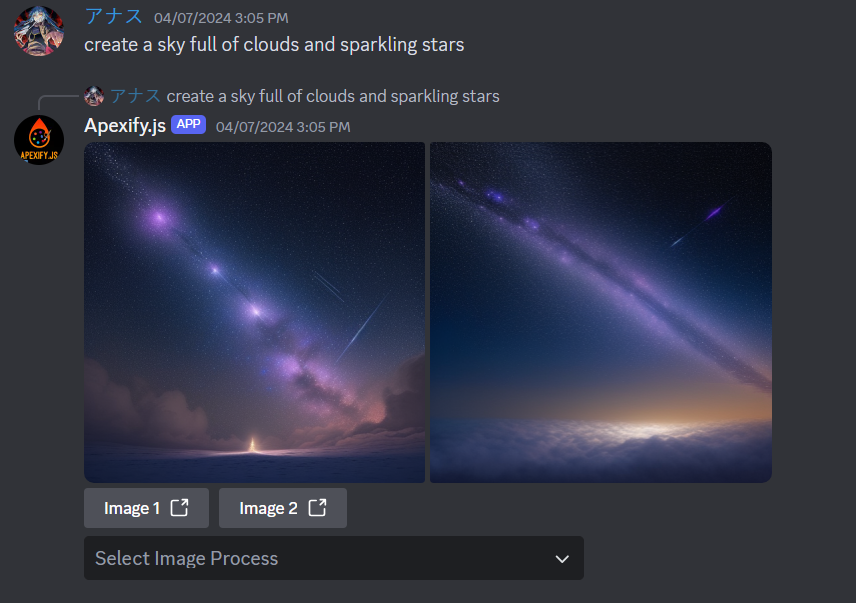 アナス 04/07/2024 3:05 PM
create a sky full of clouds and sparkling stars
アナス create a sky full of clouds and sparkling stars
APEXIFY.JS
Apexify.js APP 04/07/2024 3:05 PM
Image 1
Image 2
Select Image Process